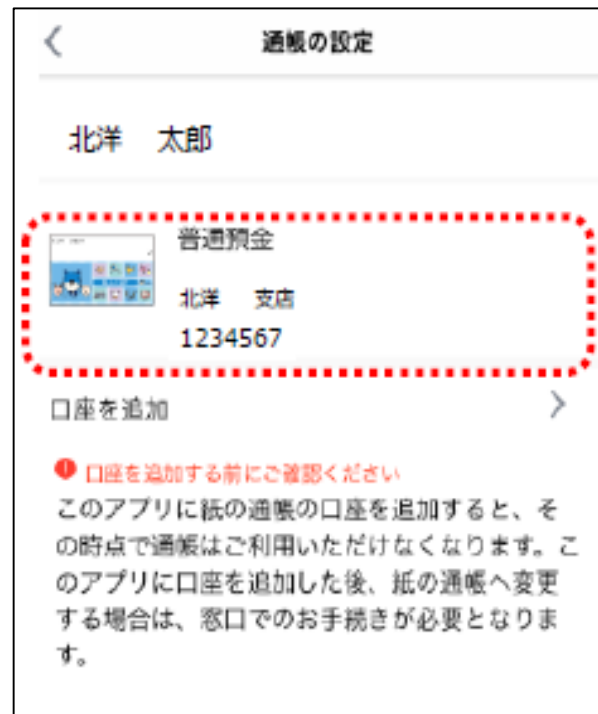 通帳の設定
北洋 太郎
普通預金
北洋 支店
1234567
口座を追加
口座を追加する前にご確認ください
このアプリに紙の通帳の口座を追加すると、そ
の時点で通帳はご利用いただけなくなります。こ
のアプリに口座を追加した後、紙の通帳へ変更
する場合は、窓口でのお手続きが必要となりま
す。